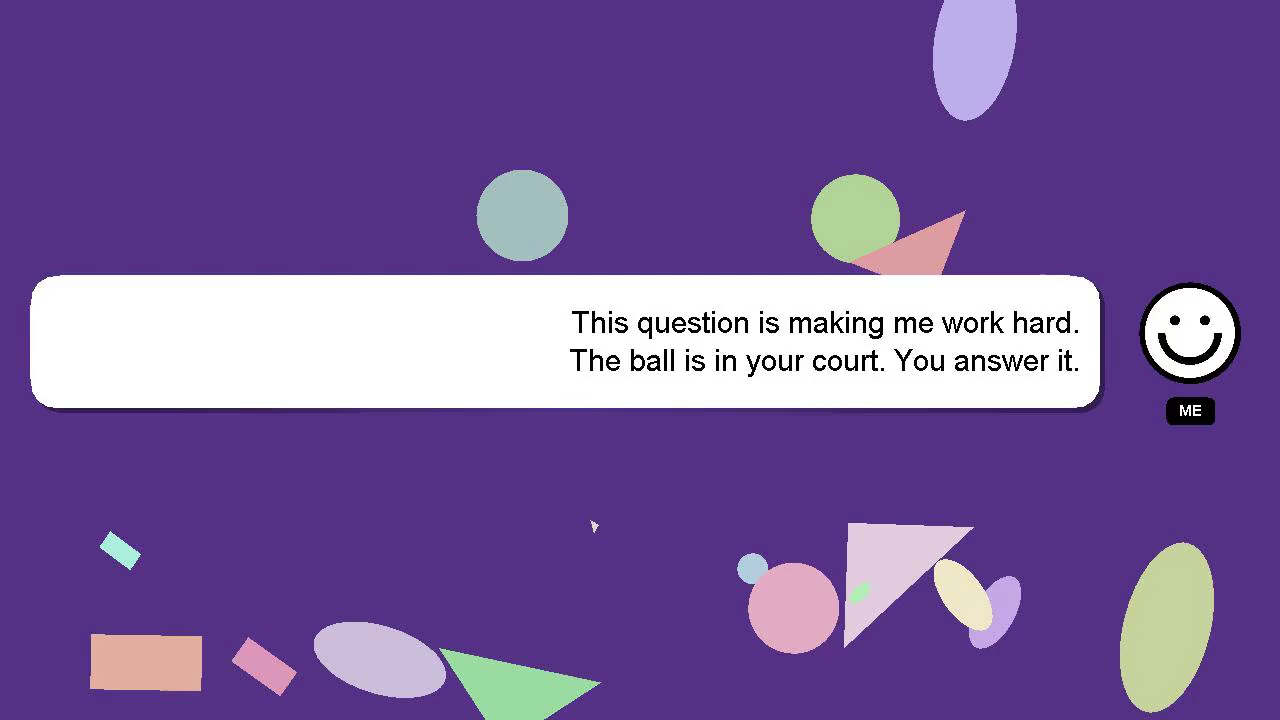 This question is making me work hard.
The ball is in your court. You answer it.
ME